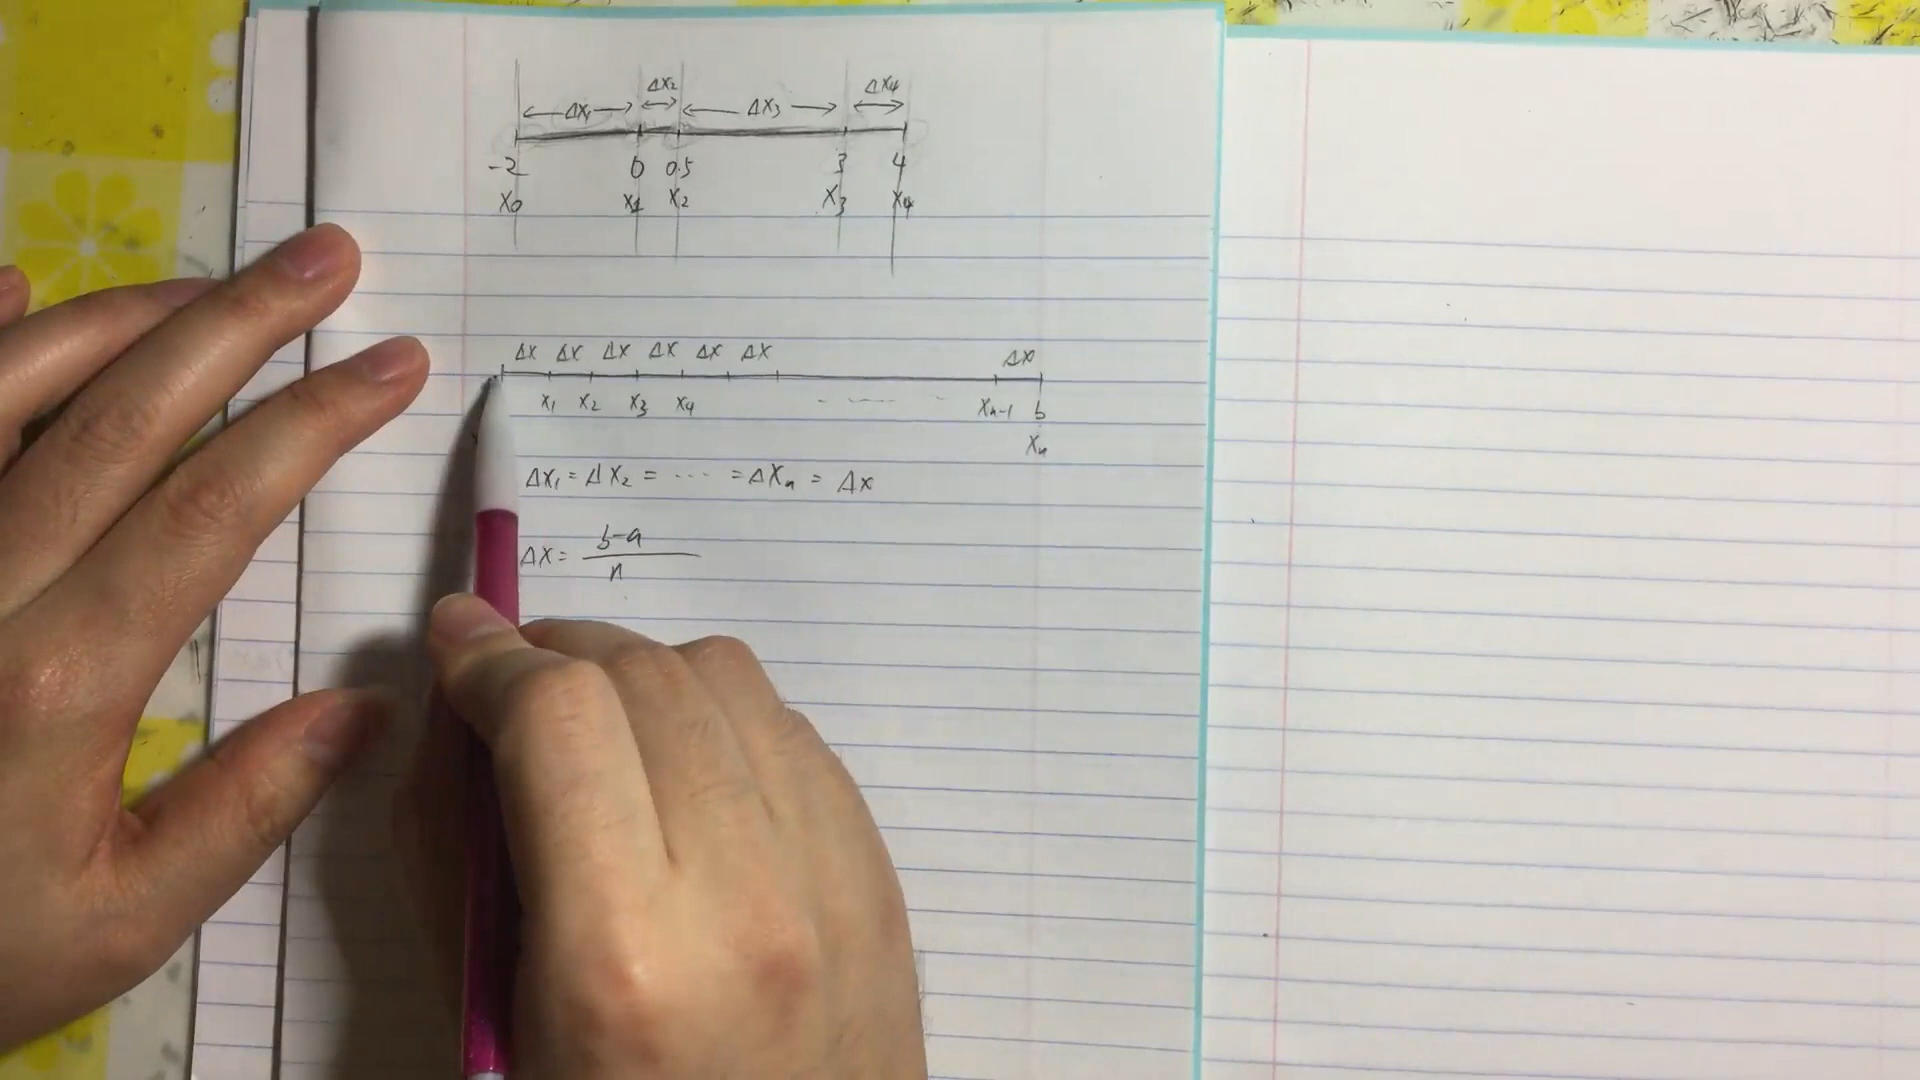 Δx₂ Δx₄
Δx₁ Δx₃
-2 0 0.5 3 4
x₀ x₁ x₂ x₃ x₄
Δx Δx Δx Δx Δx Δx Δx
x₁ x₂ x₃ x₄ - - - - - xₙ₋₁ b
xₙ
Δx₁ = Δx₂ = .... = Δxₙ = Δx
Δx = b-a
n